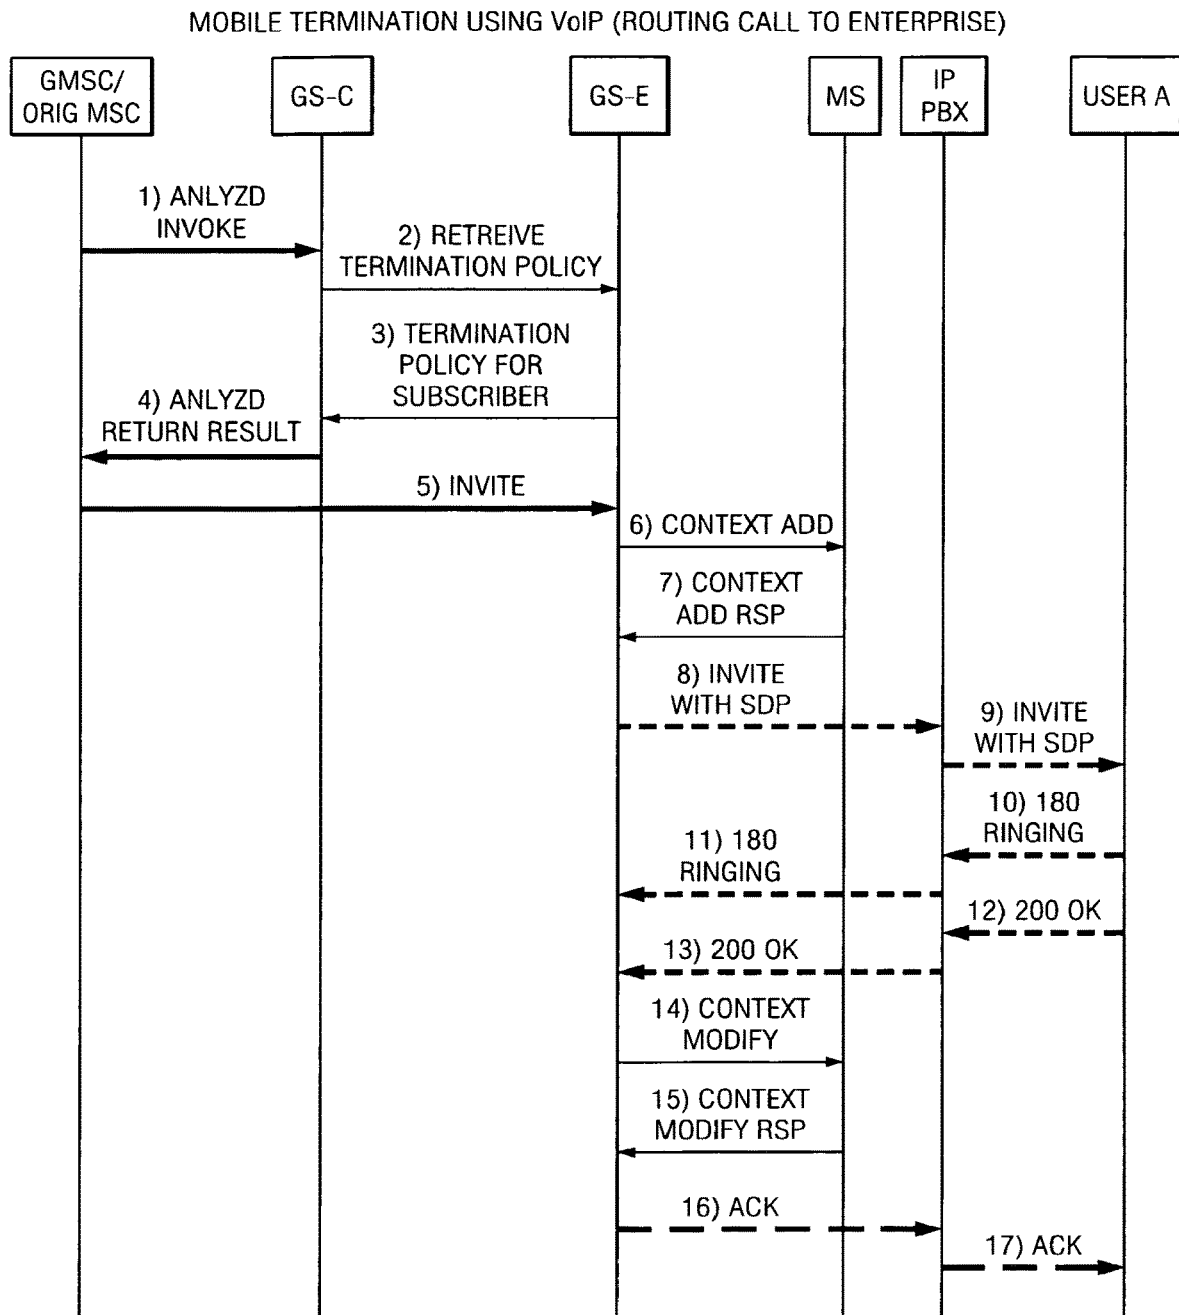 MOBILE TERMINATION USING VoIP (ROUTING CALL TO ENTERPRISE)
GMSC/
ORIG MSC
GS-C
GS-E
MS
IP
PBX
USER A
1) ANLYZD
INVOKE
2) RETREIVE
TERMINATION POLICY
3) TERMINATION
POLICY FOR
SUBSCRIBER
4) ANLYZD
RETURN RESULT
5) INVITE
6) CONTEXT ADD
7) CONTEXT
ADD RSP
8) INVITE
WITH SDP
9) INVITE
WITH SDP
10) 180
RINGING
11) 180
RINGING
12) 200 OK
13) 200 OK
14) CONTEXT
MODIFY
15) CONTEXT
MODIFY RSP
16) ACK
17) ACK